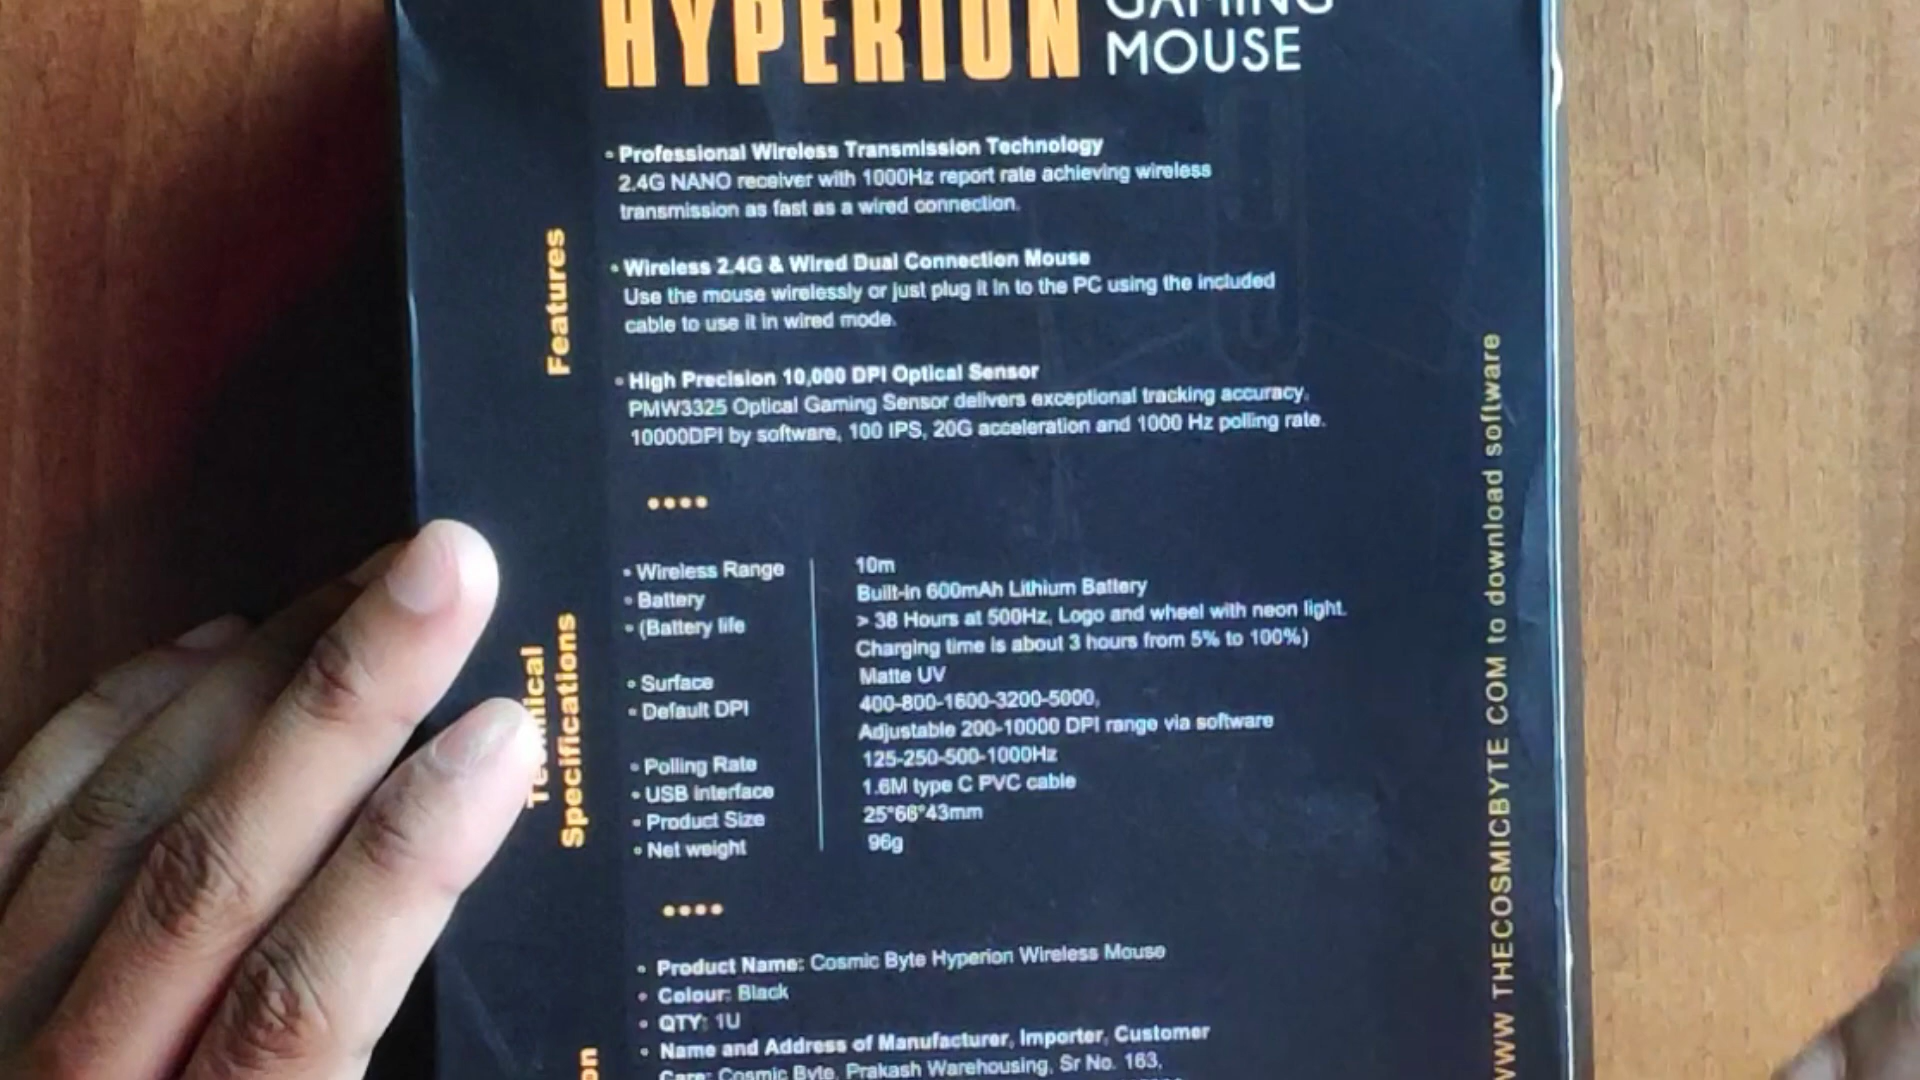 HYPERION GAMING
MOUSE
Features
• Professional Wireless Transmission Technology
2.4G NANO receiver with 1000Hz report rate achieving wireless
transmission as fast as a wired connection.
• Wireless 2.4G & Wired Dual Connection Mouse
Use the mouse wirelessly or just plug it in to the PC using the included
cable to use it in wired mode.
• High Precision 10,000 DPI Optical Sensor
PMW3325 Optical Gaming Sensor delivers exceptional tracking accuracy.
10000DPI by software, 100 IPS, 20G acceleration and 1000 Hz polling rate.
Specifications
• Wireless Range 10m
• Battery Built-in 600mAh Lithium Battery
• (Battery life > 38 Hours at 500Hz, Logo and wheel with neon light.
Charging time is about 3 hours from 5% to 100%)
• Surface Matte UV
• Default DPI 400-800-1600-3200-5000,
Adjustable 200-10000 DPI range via software
• Polling Rate 125-250-500-1000Hz
• USB interface 1.6M type C PVC cable
• Product Size 25*66*43mm
• Net weight 96g
• Product Name: Cosmic Byte Hyperion Wireless Mouse
• Colour: Black
• QTY: 1U
• Name and Address of Manufacturer, Importer, Customer
Care: Cosmic Byte, Prakash Warehousing, Sr No. 163,
THECOSMICBYTE.COM to download software